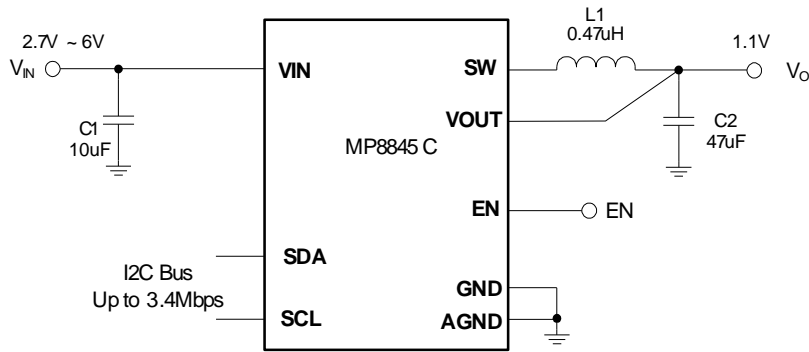 L1
0.47uH
2.7V ~ 6V
1.1V
VIN
VIN
SW
VO
C1
10uF
VOUT
C2
47uF
MP8845 C
EN
EN
I2C Bus
Up to 3.4Mbps
SDA
SCL
GND
AGND